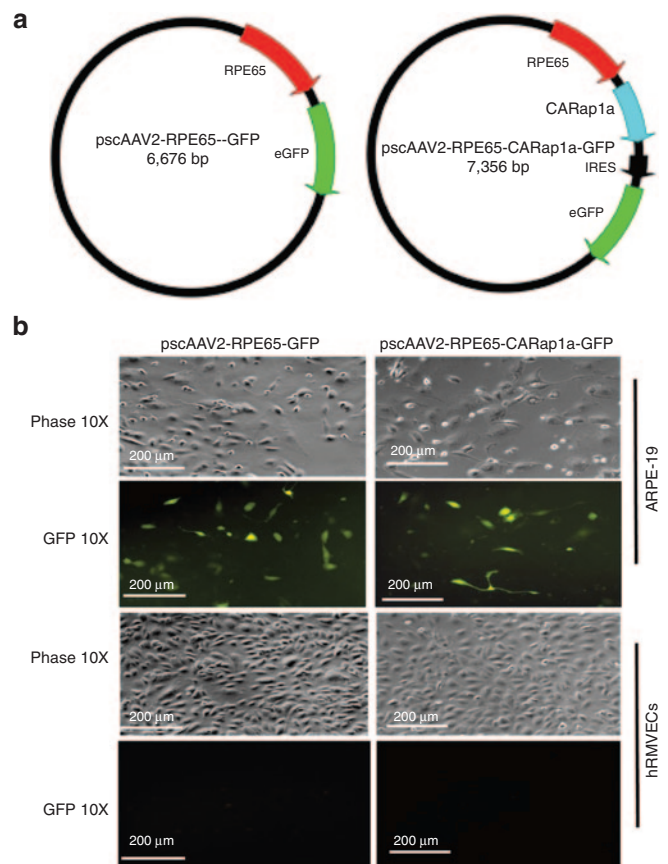 a
RPE65
pscAAV2-RPE65--GFP
6,676 bp
eGFP
RPE65
CARap1a
pscAAV2-RPE65-CARap1a-GFP
7,356 bp
IRES
eGFP
b
pscAAV2-RPE65-GFP
pscAAV2-RPE65-CARap1a-GFP
Phase 10X
200 µm
200 µm
GFP 10X
200 µm
200 µm
ARPE-19
Phase 10X
200 µm
200 µm
GFP 10X
200 µm
200 µm
hRMVECs